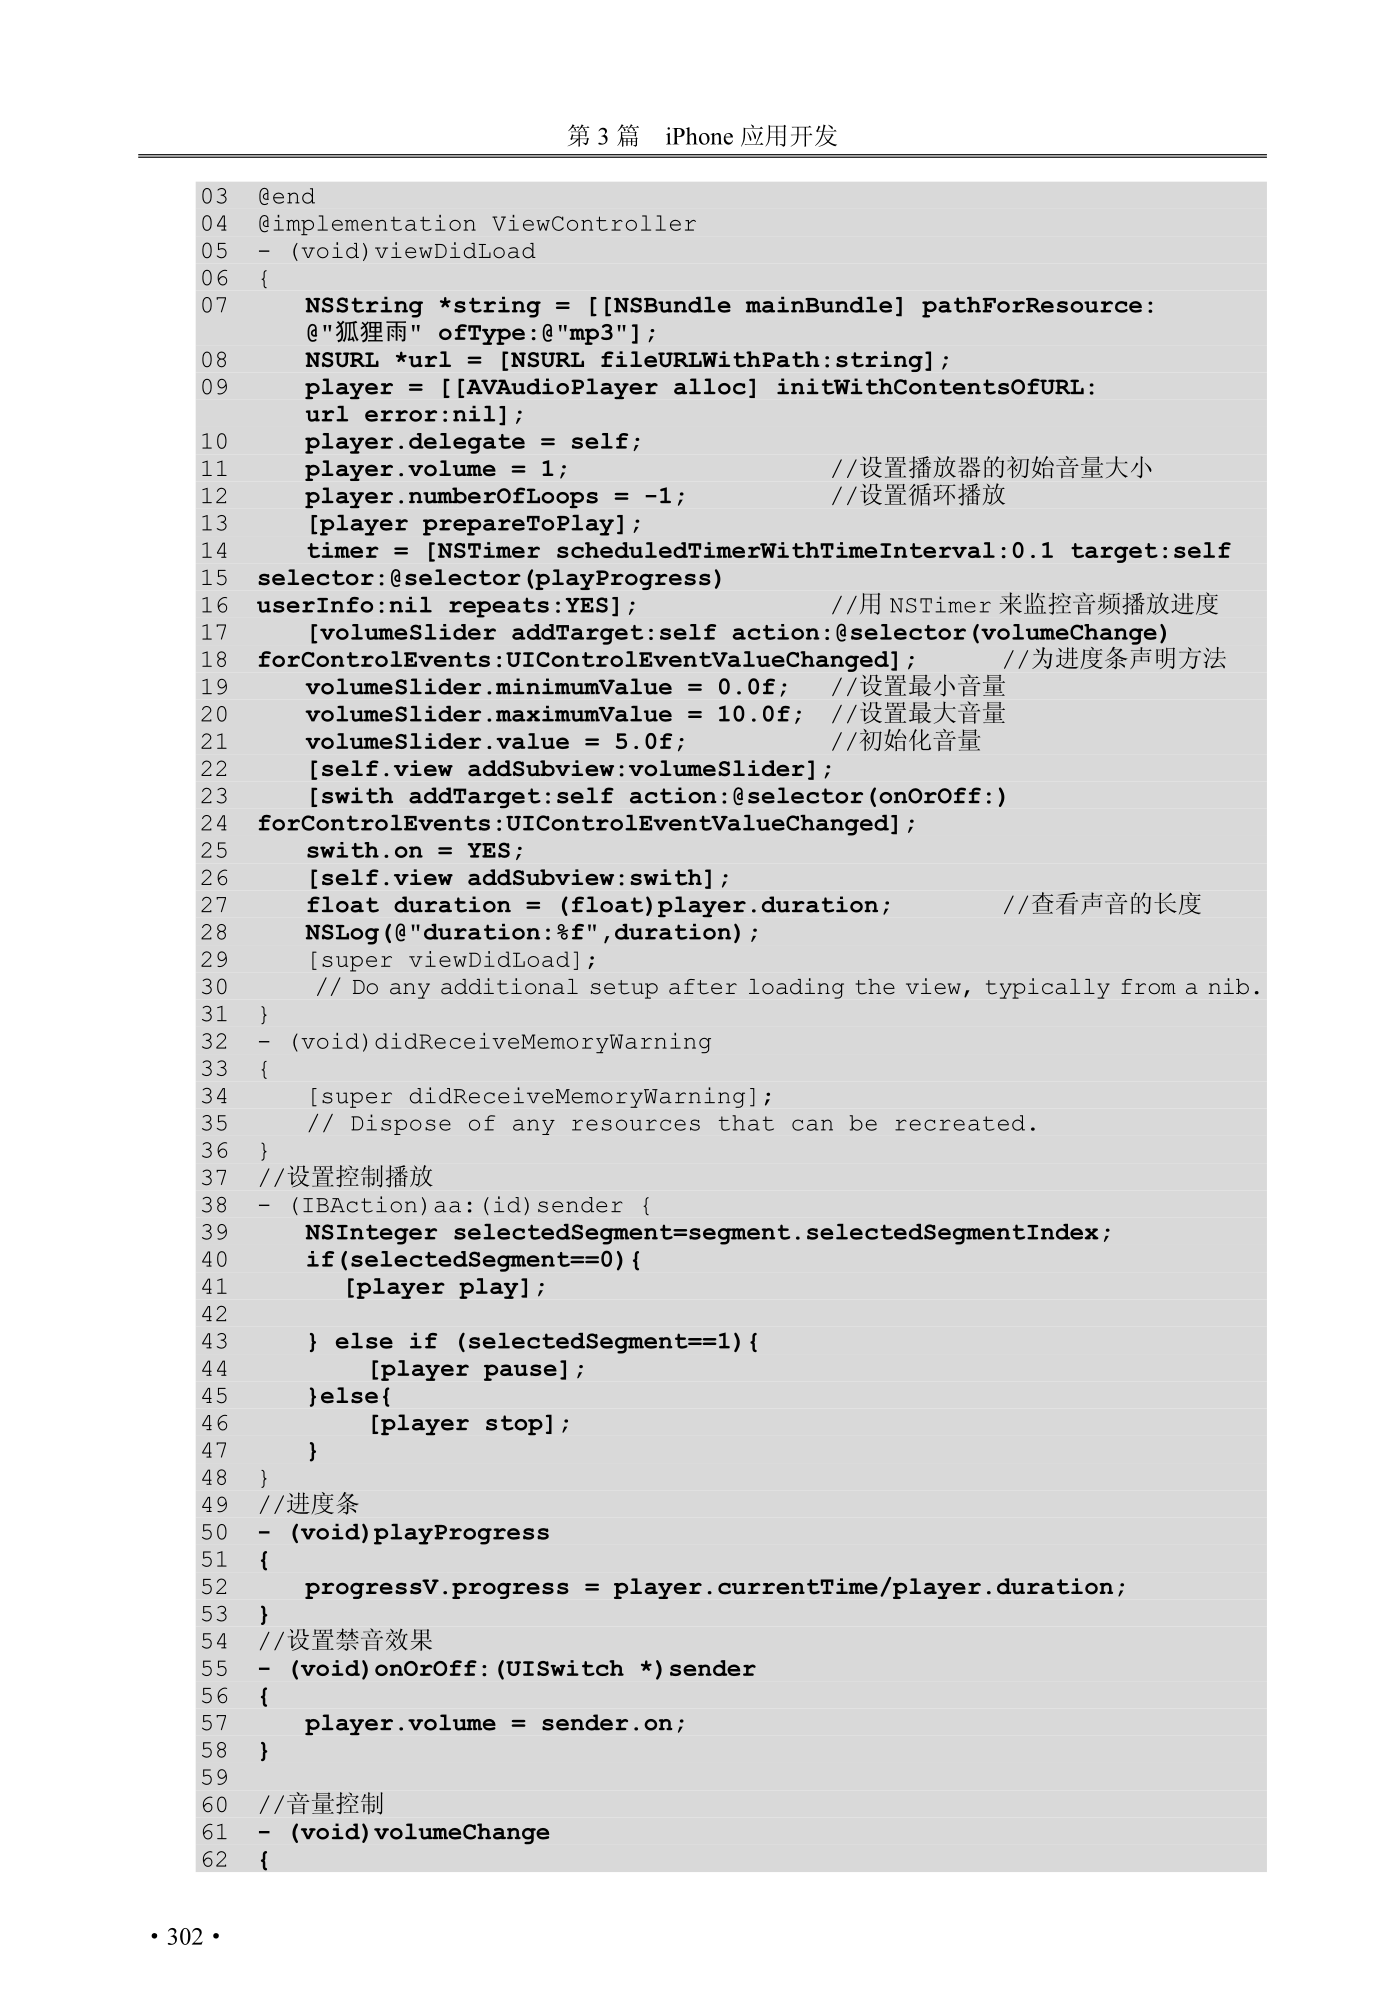 第 3 篇 iPhone 应用开发
03 @end
04 @implementation ViewController
05 - (void)viewDidLoad
06 {
07 NSString *string = [[NSBundle mainBundle] pathForResource:
@"狐狸雨" ofType:@"mp3"];
08 NSURL *url = [NSURL fileURLWithPath:string];
09 player = [[AVAudioPlayer alloc] initWithContentsOfURL:
url error:nil];
10 player.delegate = self;
11 player.volume = 1; //设置播放器的初始音量大小
12 player.numberOfLoops = -1; //设置循环播放
13 [player prepareToPlay];
14 timer = [NSTimer scheduledTimerWithTimeInterval:0.1 target:self
15 selector:@selector(playProgress)
16 userInfo:nil repeats:YES]; //用 NSTimer 来监控音频播放进度
17 [volumeSlider addTarget:self action:@selector(volumeChange)
18 forControlEvents:UIControlEventValueChanged]; //为进度条声明方法
19 volumeSlider.minimumValue = 0.0f; //设置最小音量
20 volumeSlider.maximumValue = 10.0f; //设置最大音量
21 volumeSlider.value = 5.0f; //初始化音量
22 [self.view addSubview:volumeSlider];
23 [swith addTarget:self action:@selector(onOrOff:)
24 forControlEvents:UIControlEventValueChanged];
25 swith.on = YES;
26 [self.view addSubview:swith];
27 float duration = (float)player.duration; //查看声音的长度
28 NSLog(@"duration:%f",duration);
29 [super viewDidLoad];
30 // Do any additional setup after loading the view, typically from a nib.
31 }
32 - (void)didReceiveMemoryWarning
33 {
34 [super didReceiveMemoryWarning];
35 // Dispose of any resources that can be recreated.
36 }
37 //设置控制播放
38 - (IBAction)aa:(id)sender {
39 NSInteger selectedSegment=segment.selectedSegmentIndex;
40 if(selectedSegment==0){
41 [player play];
42
43 } else if (selectedSegment==1){
44 [player pause];
45 }else{
46 [player stop];
47 }
48 }
49 //进度条
50 - (void)playProgress
51 {
52 progressV.progress = player.currentTime/player.duration;
53 }
54 //设置禁音效果
55 - (void)onOrOff:(UISwitch *)sender
56 {
57 player.volume = sender.on;
58 }
59
60 //音量控制
61 - (void)volumeChange
62 {
• 302 •